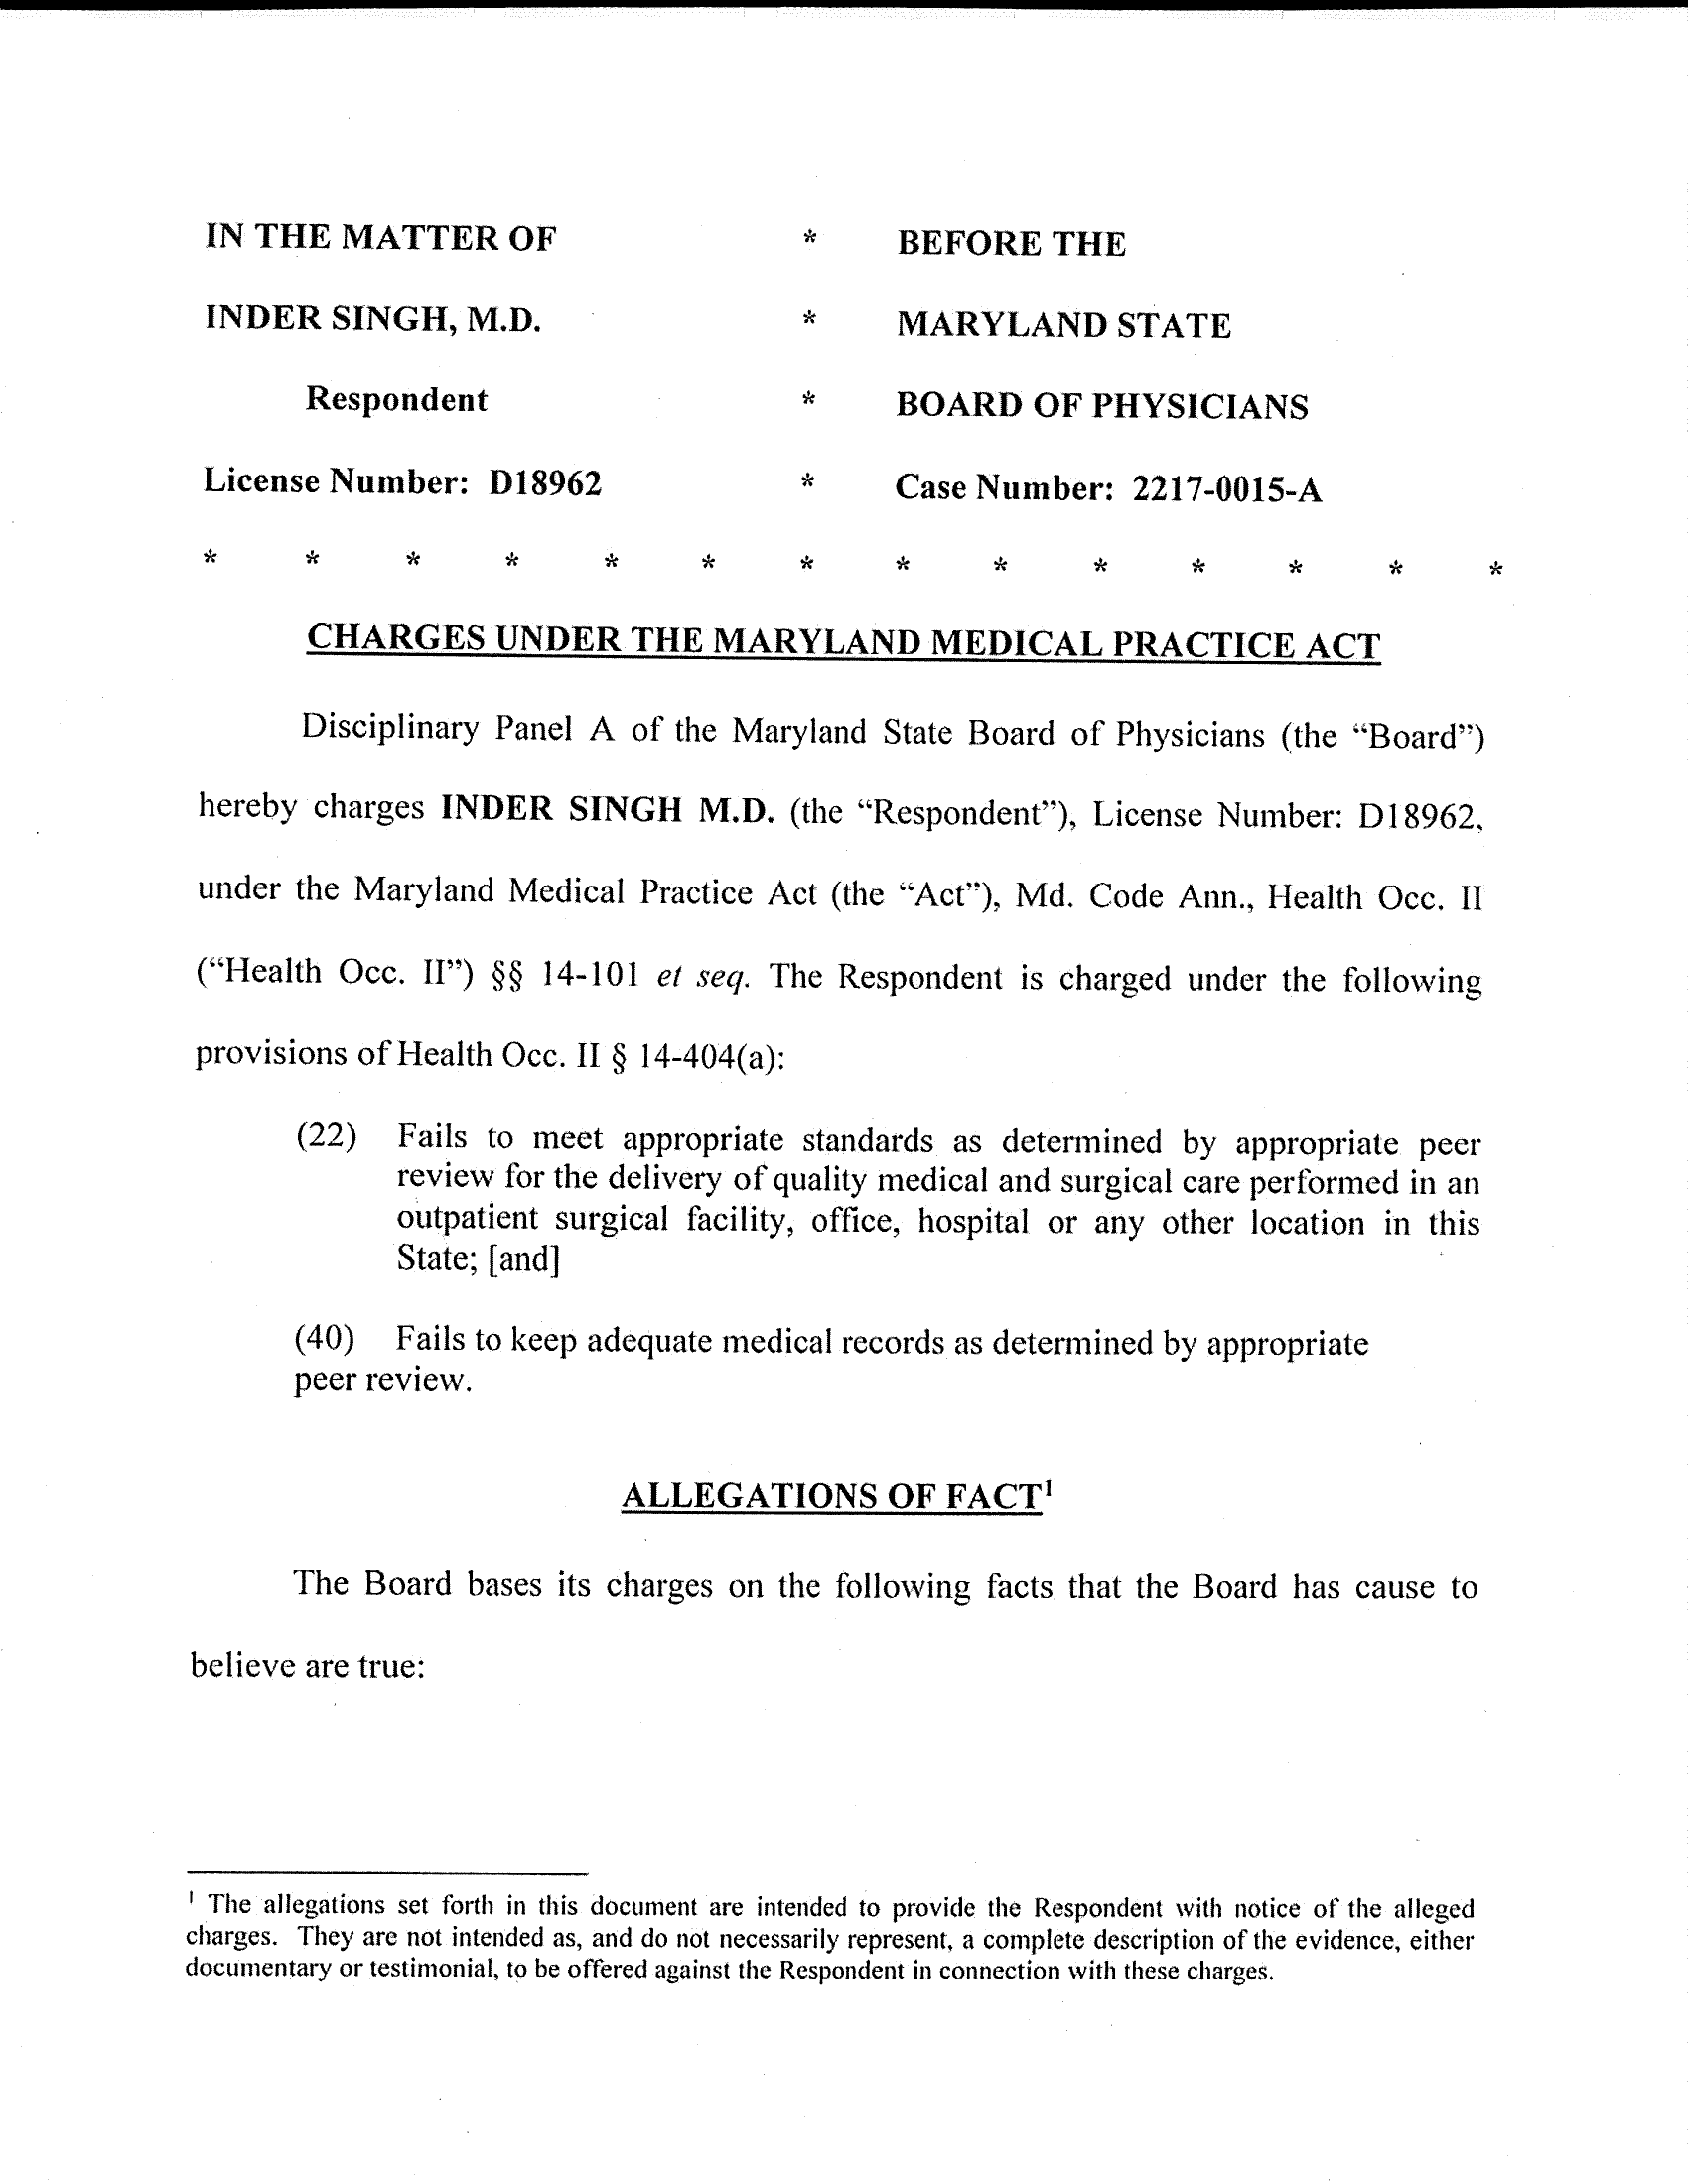 IN THE MATTER OF * BEFORE THE
INDER SINGH, M.D. * MARYLAND STATE
Respondent * BOARD OF PHYSICIANS
License Number: D18962 * Case Number: 2217-0015-A
* * * * * * * * * * * * * *
CHARGES UNDER THE MARYLAND MEDICAL PRACTICE ACT
Disciplinary Panel A of the Maryland State Board of Physicians (the “Board”)
hereby charges INDER SINGH M.D. (the “Respondent”), License Number: D18962,
under the Maryland Medical Practice Act (the “Act”), Md. Code Ann., Health Occ. II
(“Health Occ. II”) §§ 14-101 et seq. The Respondent is charged under the following
provisions of Health Occ. II § 14-404(a):
(22) Fails to meet appropriate standards as determined by appropriate peer
review for the delivery of quality medical and surgical care performed in an
outpatient surgical facility, office, hospital or any other location in this
State; [and]
(40) Fails to keep adequate medical records as determined by appropriate
peer review.
ALLEGATIONS OF FACT¹
The Board bases its charges on the following facts that the Board has cause to
believe are true:
¹ The allegations set forth in this document are intended to provide the Respondent with notice of the alleged
charges. They are not intended as, and do not necessarily represent, a complete description of the evidence, either
documentary or testimonial, to be offered against the Respondent in connection with these charges.